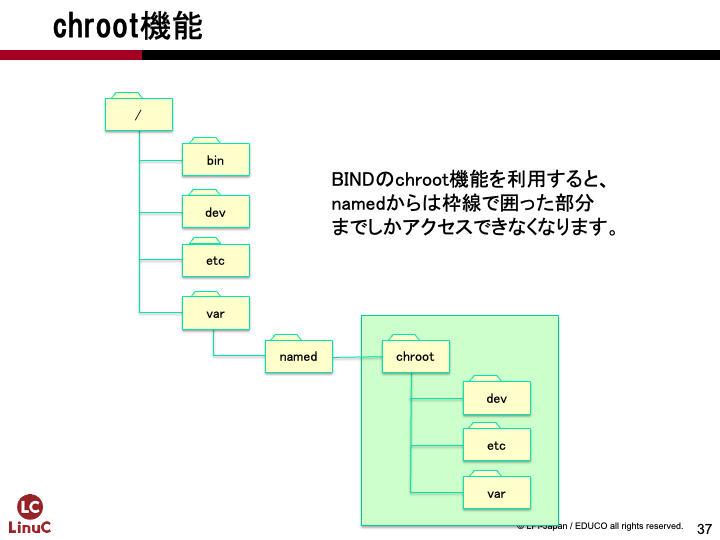 chroot機能
/
bin
dev
etc
var
named
chroot
dev
etc
var
BINDのchroot機能を利用すると、
namedからは枠線で囲った部分
までしかアクセスできなくなります。
LC
LinuC
© LPI-Japan / EDUCO all rights reserved.
37